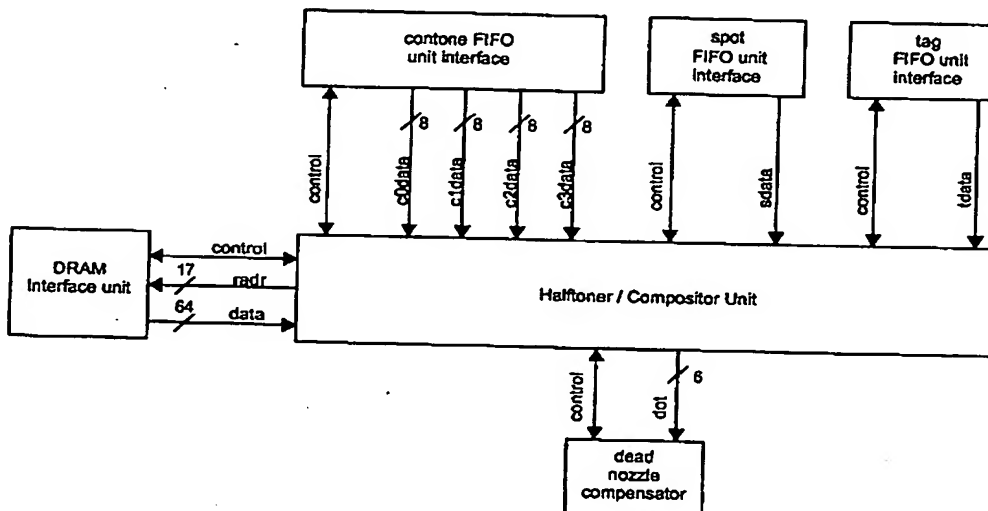 contone FIFO
unit interface
spot
FIFO unit
interface
tag
FIFO unit
interface
control
8
c0data
8
c1data
8
c2data
8
c3data
control
sdata
control
tdata
DRAM
interface unit
control
17
radr
64
data
Halftoner / Compositor Unit
control
6
dot
dead
nozzle
compensator